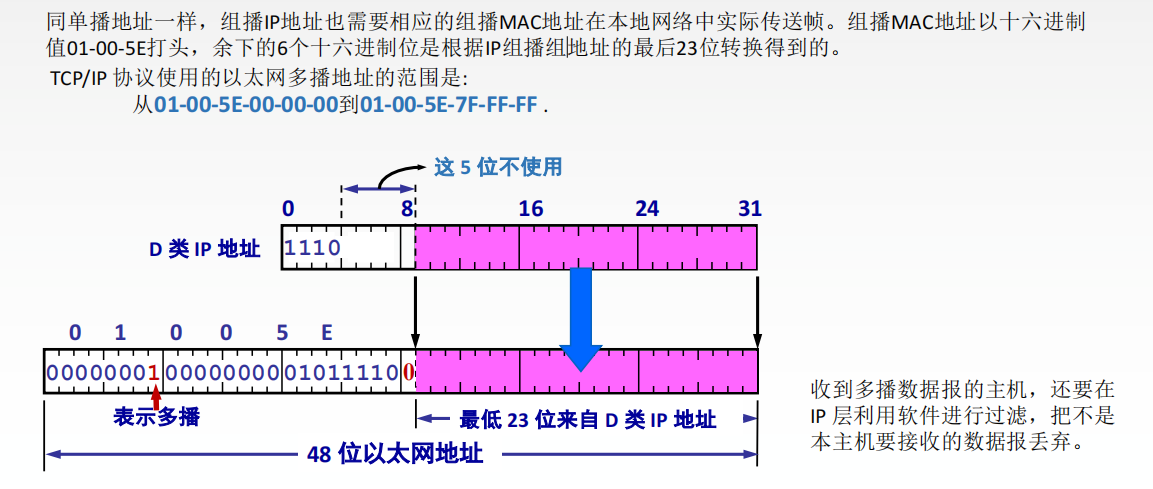 同单播地址一样，组播IP地址也需要相应的组播MAC地址在本地网络中实际传送帧。组播MAC地址以十六进制
值01-00-5E打头，余下的6个十六进制位是根据IP组播组地址的最后23位转换得到的。
TCP/IP 协议使用的以太网多播地址的范围是:
从01-00-5E-00-00-00到01-00-5E-7F-FF-FF .
这 5 位不使用
0 8 16 24 31
D 类 IP 地址 1110
0 1 0 0 5 E
00000001 00000000 01011110 0
表示多播
最低 23 位来自 D 类 IP 地址
48 位以太网地址
收到多播数据报的主机，还要在
IP 层利用软件进行过滤，把不是
本主机要接收的数据报丢弃。